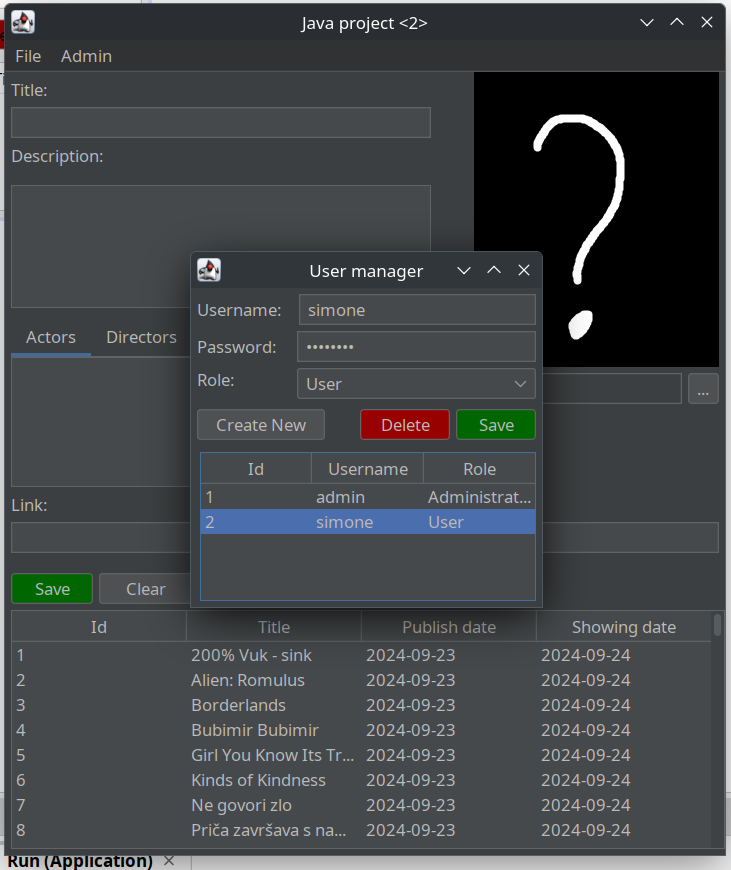 Java project <2>
File Admin
Title:
Description:
User manager
Username: simone
Password: ••••••••
Role: User
Create New Delete Save
Id Username Role
1 admin Administrat...
2 simone User
Actors Directors
...
Link:
Save Clear
Id Title Publish date Showing date
1 200% Vuk - sink 2024-09-23 2024-09-24
2 Alien: Romulus 2024-09-23 2024-09-24
3 Borderlands 2024-09-23 2024-09-24
4 Bubimir Bubimir 2024-09-23 2024-09-24
5 Girl You Know Its Tr... 2024-09-23 2024-09-24
6 Kinds of Kindness 2024-09-23 2024-09-24
7 Ne govori zlo 2024-09-23 2024-09-24
8 Priča završava s na... 2024-09-23 2024-09-24
Run (Application)